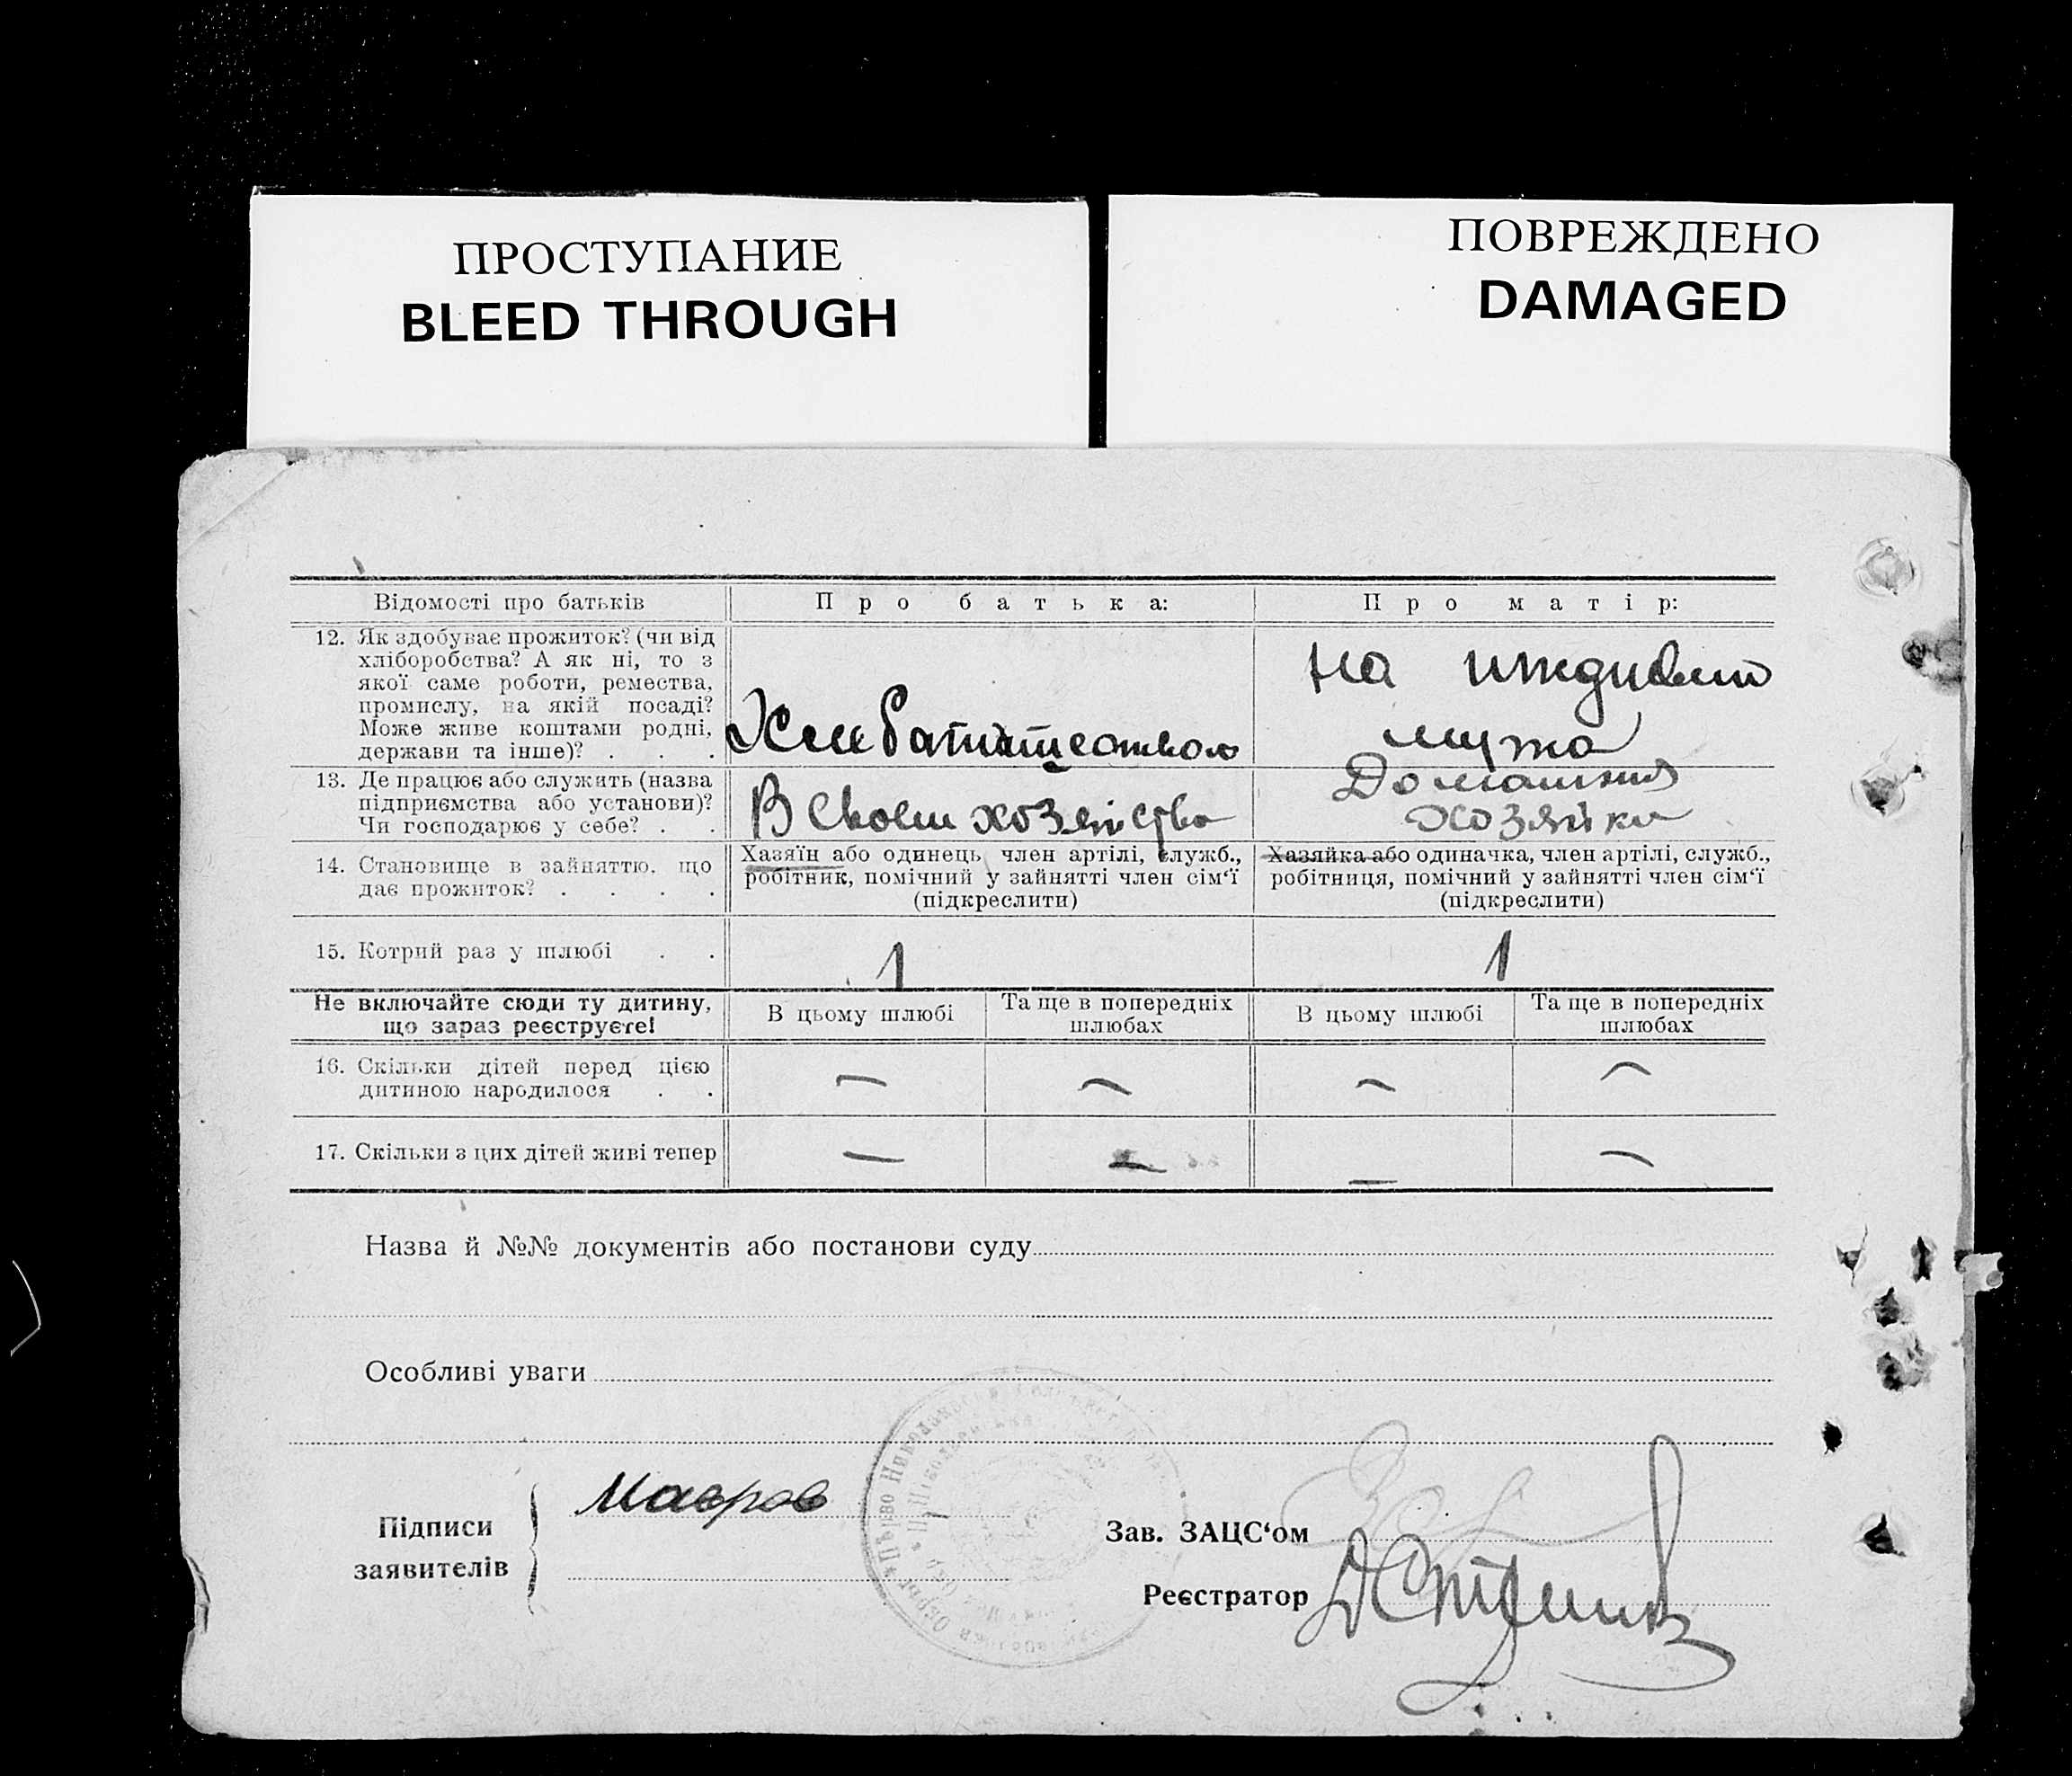 ПРОСТУПАНИЕ
BLEED THROUGH
ПОВРЕЖДЕНО
DAMAGED
Відомості про батьків
Про батька:
Про матір:
12. Як здобуває прожиток? (чи від
хліборобства? А як ні, то з
якої саме роботи, ремества,
промислу, на якій посаді?
Може живе коштами родні,
держави та інше)? . . .
на иждивен
мужа
13. Де працює або служить (назва
підприємства або установи)?
Чи господарює у себе? . .
В своем хозяйстве
Домашняя
хозяйка
14. Становище в зайняттю, що
дає прожиток? . . . .
Хазяїн або одинець член артілі, служб.,
робітник, помічний у зайнятті член сім‘ї
(підкреслити)
Хазяйка або одиначка, член артілі, служб.,
робітниця, помічний у зайнятті член сім‘ї
(підкреслити)
15. Котрий раз у шлюбі . .
1
1
Не включайте сюди ту дитину,
що зараз реєструєте!
В цьому шлюбі
Та ще в попередніх
шлюбах
В цьому шлюбі
Та ще в попередніх
шлюбах
16. Скільки дітей перед цією
дитиною народилося . .
— — — —
17. Скільки з цих дітей живі тепер
— — — —
Назва й №№ документів або постанови суду
Особливі уваги
Підписи
заявителів
Мавров
Зав. ЗАЦС‘ом
Реєстратор